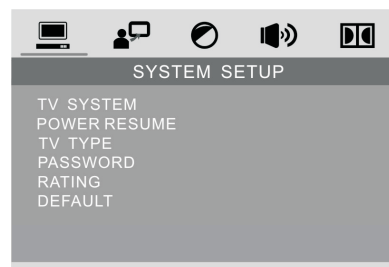 SYSTEM SETUP
TV SYSTEM
POWER RESUME
TV TYPE
PASSWORD
RATING
DEFAULT